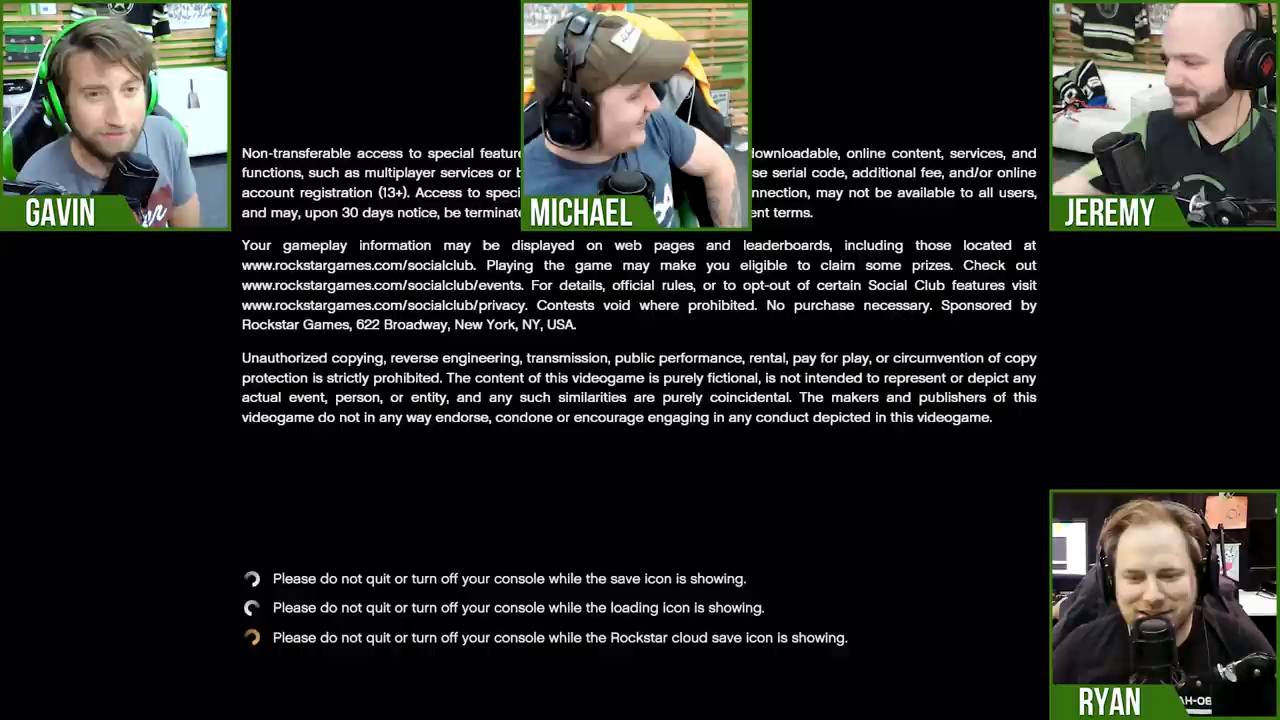 GAVIN
MICHAEL
JEREMY
Non-transferable access to special downloadable, online content, services, and
functions, such as multiplayer services or serial code, additional fee, and/or online
account registration (13+). Access to may not be available to all users,
and may, upon 30 days notice, be terms.
Your gameplay information may be displayed on web pages and leaderboards, including those located at
www.rockstargames.com/socialclub. Playing the game may make you eligible to claim some prizes. Check out
www.rockstargames.com/socialclub/events. For details, official rules, or to opt-out of certain Social Club features visit
www.rockstargames.com/socialclub/privacy. Contests void where prohibited. No purchase necessary. Sponsored by
Rockstar Games, 622 Broadway, New York, NY, USA.
Unauthorized copying, reverse engineering, transmission, public performance, rental, pay for play, or circumvention of copy
protection is strictly prohibited. The content of this videogame is purely fictional, is not intended to represent or depict any
actual event, person, or entity, and any such similarities are purely coincidental. The makers and publishers of this
videogame do not in any way endorse, condone or encourage engaging in any conduct depicted in this videogame.
Please do not quit or turn off your console while the save icon is showing.
Please do not quit or turn off your console while the loading icon is showing.
Please do not quit or turn off your console while the Rockstar cloud save icon is showing.
RYAN